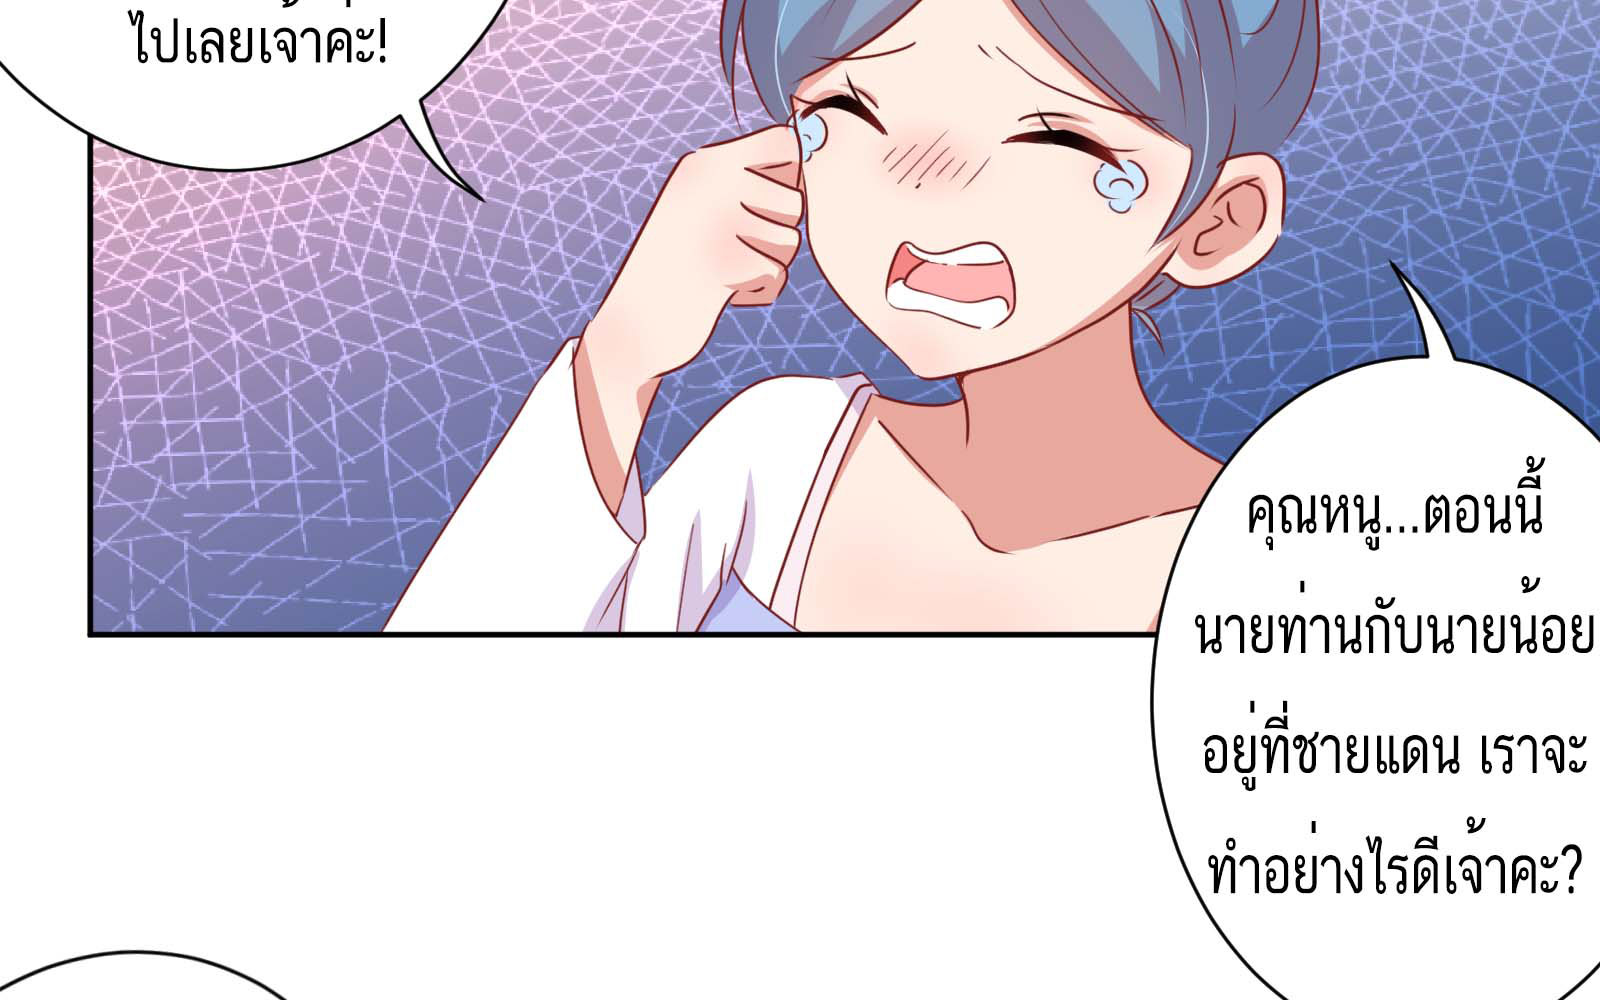 ไปเลยเจ้าคะ!
คุณหนู...ตอนนี้
นายท่านกับนายน้อย
อยู่ที่ชายแดน เราจะ
ทำอย่างไรดีเจ้าคะ?